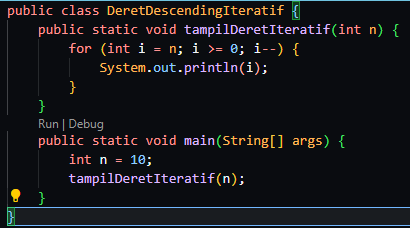 public class DeretDescendingIteratif {
    public static void tampilDeretIteratif(int n) {
        for (int i = n; i >= 0; i--) {
            System.out.println(i);
        }
    }
    Run | Debug
    public static void main(String[] args) {
        int n = 10;
        tampilDeretIteratif(n);
    }
}